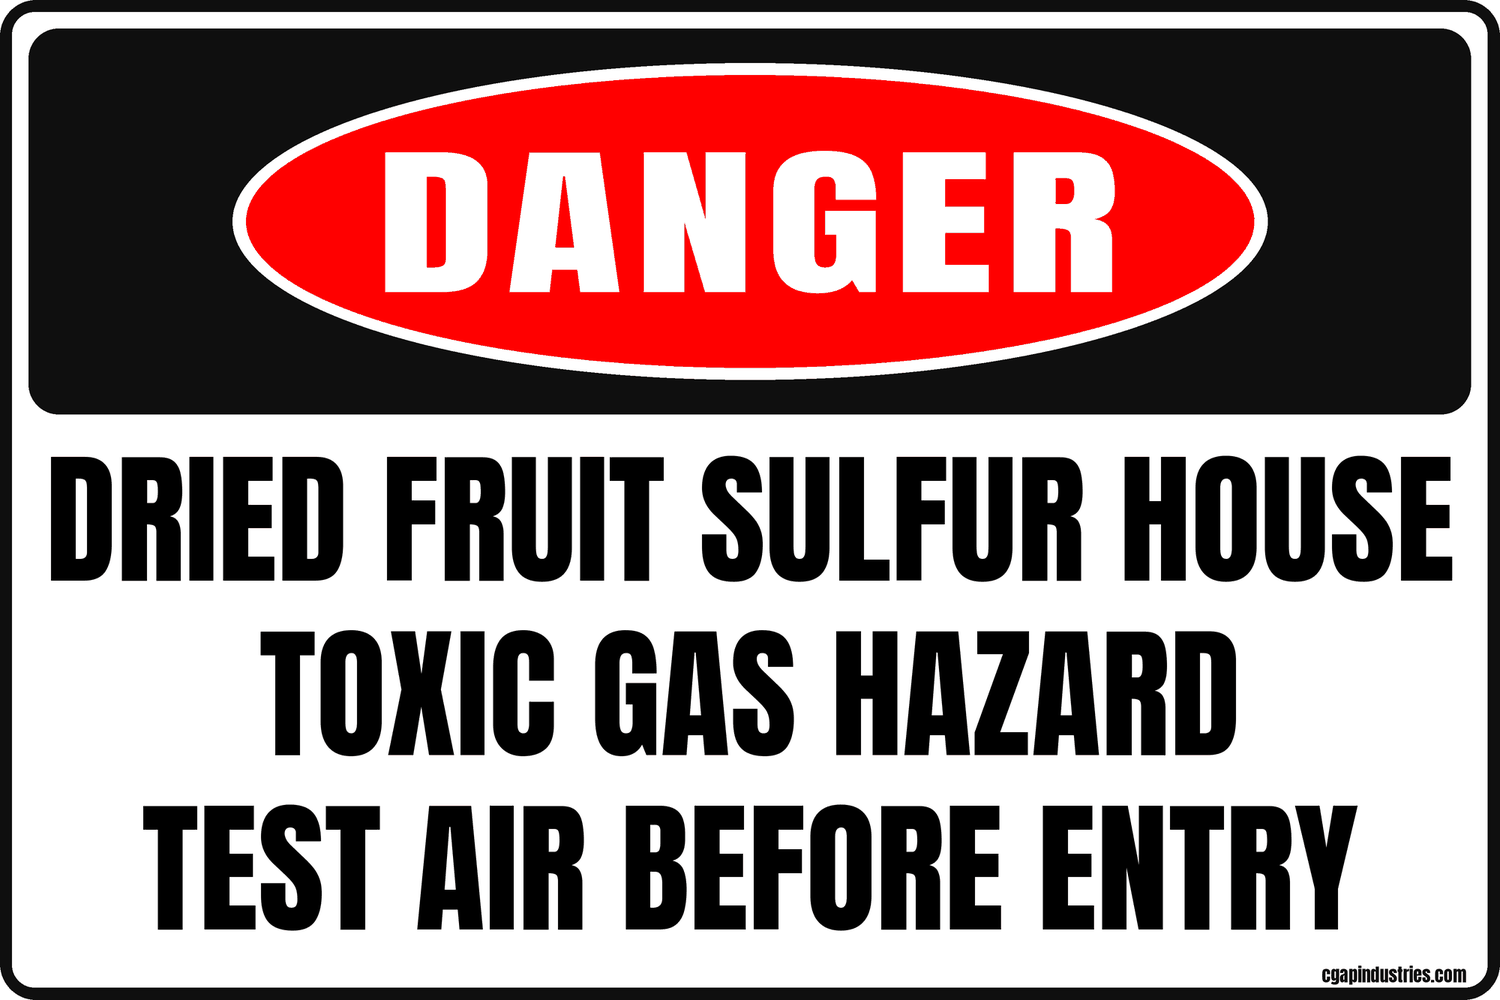 DANGER
DRIED FRUIT SULFUR HOUSE
TOXIC GAS HAZARD
TEST AIR BEFORE ENTRY
cgapindustries.com